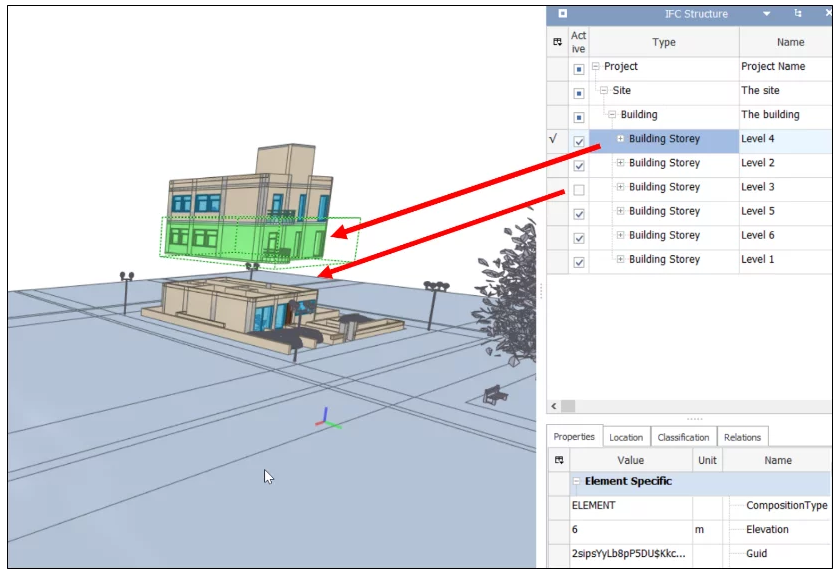 IFC Structure
Act
ive
Type
Name
Project
Project Name
Site
The site
Building
The building
√
Building Storey
Level 4
Building Storey
Level 2
Building Storey
Level 3
Building Storey
Level 5
Building Storey
Level 6
Building Storey
Level 1
Properties
Location
Classification
Relations
Value
Unit
Name
Element Specific
ELEMENT
CompositionType
6
m
Elevation
2sipsYyLb8pP5DU$Kkc...
Guid